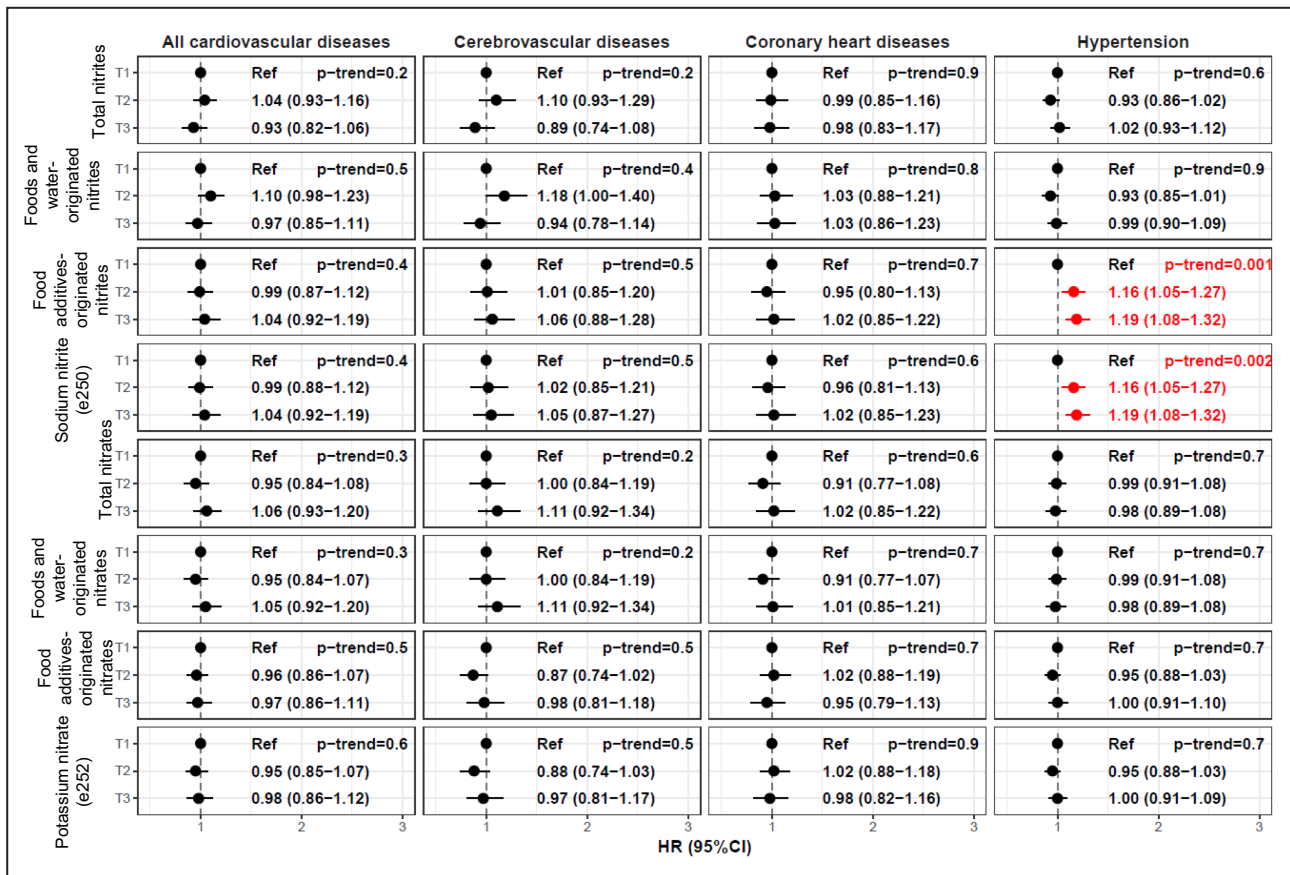 All cardiovascular diseases Cerebrovascular diseases Coronary heart diseases Hypertension
Total nitrites
T1 Ref p−trend=0.2 Ref p−trend=0.2 Ref p−trend=0.9 Ref p−trend=0.6
T2 1.04 (0.93−1.16) 1.10 (0.93−1.29) 0.99 (0.85−1.16) 0.93 (0.86−1.02)
T3 0.93 (0.82−1.06) 0.89 (0.74−1.08) 0.98 (0.83−1.17) 1.02 (0.93−1.12)
Foods and
water-
originated
nitrites
T1 Ref p−trend=0.5 Ref p−trend=0.4 Ref p−trend=0.8 Ref p−trend=0.9
T2 1.10 (0.98−1.23) 1.18 (1.00−1.40) 1.03 (0.88−1.21) 0.93 (0.85−1.01)
T3 0.97 (0.85−1.11) 0.94 (0.78−1.14) 1.03 (0.86−1.23) 0.99 (0.90−1.09)
Food
additives-
originated
nitrites
T1 Ref p−trend=0.4 Ref p−trend=0.5 Ref p−trend=0.7 Ref p−trend=0.001
T2 0.99 (0.87−1.12) 1.01 (0.85−1.20) 0.95 (0.80−1.13) 1.16 (1.05−1.27)
T3 1.04 (0.92−1.19) 1.06 (0.88−1.28) 1.02 (0.85−1.22) 1.19 (1.08−1.32)
Sodium nitrite
(e250)
T1 Ref p−trend=0.4 Ref p−trend=0.5 Ref p−trend=0.6 Ref p−trend=0.002
T2 0.99 (0.88−1.12) 1.02 (0.85−1.21) 0.96 (0.81−1.13) 1.16 (1.05−1.27)
T3 1.04 (0.92−1.19) 1.05 (0.87−1.27) 1.02 (0.85−1.23) 1.19 (1.08−1.32)
Total nitrates
T1 Ref p−trend=0.3 Ref p−trend=0.2 Ref p−trend=0.6 Ref p−trend=0.7
T2 0.95 (0.84−1.08) 1.00 (0.84−1.19) 0.91 (0.77−1.08) 0.99 (0.91−1.08)
T3 1.06 (0.93−1.20) 1.11 (0.92−1.34) 1.02 (0.85−1.22) 0.98 (0.89−1.08)
Foods and
water-
originated
nitrates
T1 Ref p−trend=0.3 Ref p−trend=0.2 Ref p−trend=0.7 Ref p−trend=0.7
T2 0.95 (0.84−1.07) 1.00 (0.84−1.19) 0.91 (0.77−1.07) 0.99 (0.91−1.08)
T3 1.05 (0.92−1.20) 1.11 (0.92−1.34) 1.01 (0.85−1.21) 0.98 (0.89−1.08)
Food
additives-
originated
nitrates
T1 Ref p−trend=0.5 Ref p−trend=0.5 Ref p−trend=0.7 Ref p−trend=0.7
T2 0.96 (0.86−1.07) 0.87 (0.74−1.02) 1.02 (0.88−1.19) 0.95 (0.88−1.03)
T3 0.97 (0.86−1.11) 0.98 (0.81−1.18) 0.95 (0.79−1.13) 1.00 (0.91−1.10)
Potassium nitrate
(e252)
T1 Ref p−trend=0.6 Ref p−trend=0.5 Ref p−trend=0.9 Ref p−trend=0.7
T2 0.95 (0.85−1.07) 0.88 (0.74−1.03) 1.02 (0.88−1.18) 0.95 (0.88−1.03)
T3 0.98 (0.86−1.12) 0.97 (0.81−1.17) 0.98 (0.82−1.16) 1.00 (0.91−1.09)
1 2 3 1 2 3 1 2 3 1 2 3
HR (95%CI)